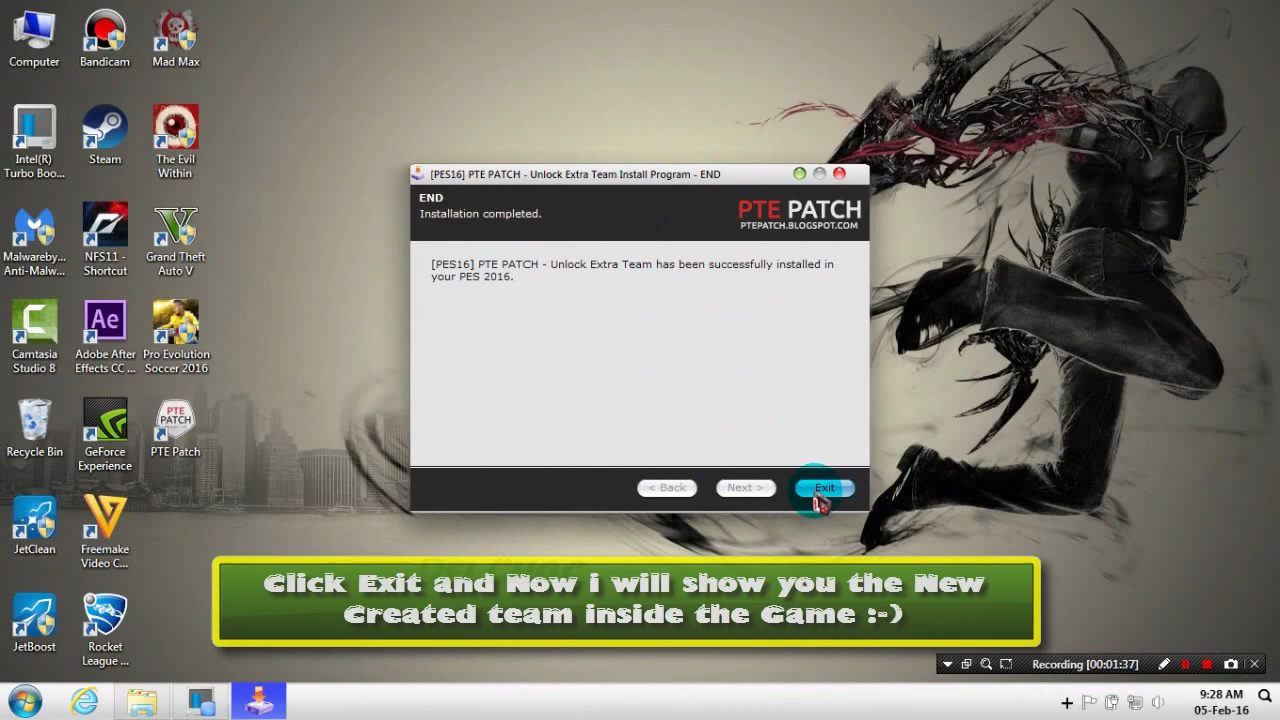 Computer
Bandicam
Mad Max
Intel(R)
Turbo Boo...
Steam
The Evil
Within
Malwareby...
Anti-Malw...
NFS11 -
Shortcut
Grand Theft
Auto V
Camtasia
Studio 8
Ae
Adobe After
Effects CC ...
Pro Evolution
Soccer 2016
Recycle Bin
GeForce
Experience
PTE
PATCH
PTE Patch
JetClean
Freemake
Video C...
JetBoost
Rocket
League ...
[PES16] PTE PATCH - Unlock Extra Team Install Program - END
END
Installation completed.
PTE PATCH
PTEPATCH.BLOGSPOT.COM
[PES16] PTE PATCH - Unlock Extra Team has been successfully installed in
your PES 2016.
< Back
Next >
Exit
Click Exit and Now i will show you the New
Created team inside the Game :-)
Recording [00:01:37]
9:28 AM
05-Feb-16